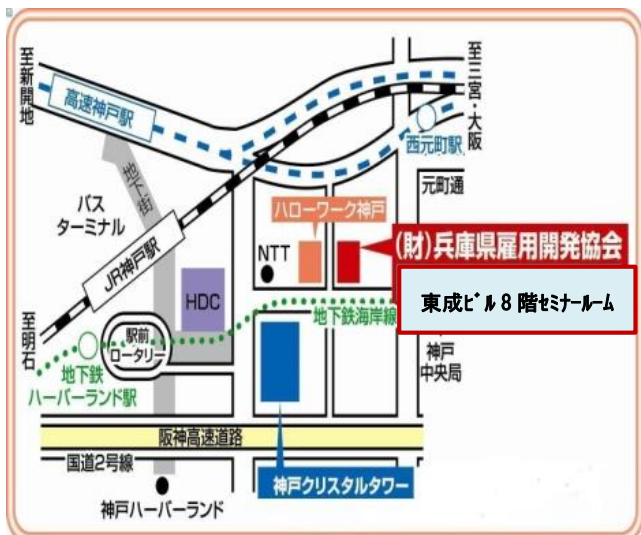 至新開地
高速神戸駅
至三宮・大阪
西元町駅
元町通
地下街
バス
ターミナル
JR神戸駅
ハローワーク神戸
NTT
(財)兵庫県雇用開発協会
東成ビル8階セミナールーム
HDC
地下鉄海岸線
至明石
駅前
ロータリー
地下鉄
ハーバーランド駅
神戸
中央局
阪神高速道路
国道2号線
神戸クリスタルタワー
神戸ハーバーランド